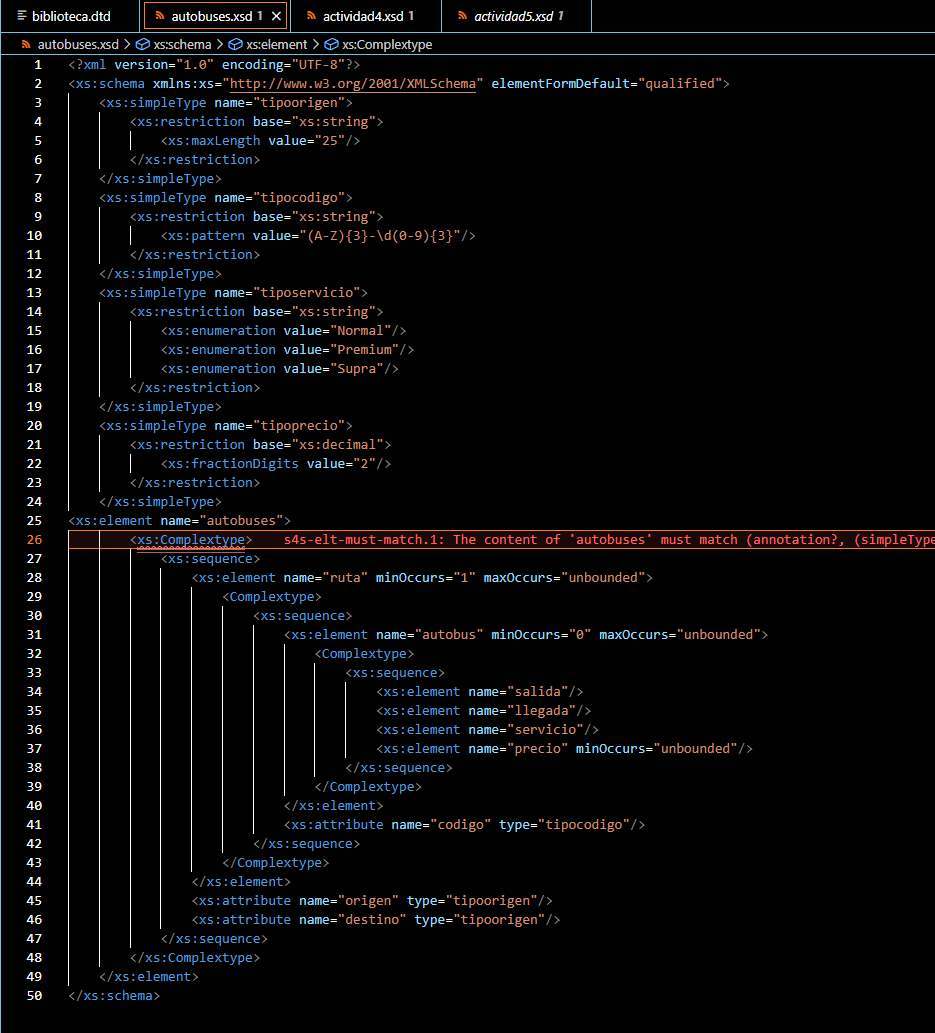 biblioteca.dtd autobuses.xsd 1 × actividad4.xsd 1 actividad5.xsd 1
autobuses.xsd > xs:schema > xs:element > xs:Complextype
1 <?xml version="1.0" encoding="UTF-8"?>
2 <xs:schema xmlns:xs="http://www.w3.org/2001/XMLSchema" elementFormDefault="qualified">
3 <xs:simpleType name="tipoorigen">
4 <xs:restriction base="xs:string">
5 <xs:maxLength value="25"/>
6 </xs:restriction>
7 </xs:simpleType>
8 <xs:simpleType name="tipocodigo">
9 <xs:restriction base="xs:string">
10 <xs:pattern value="(A-Z){3}-\d(0-9){3}"/>
11 </xs:restriction>
12 </xs:simpleType>
13 <xs:simpleType name="tiposervicio">
14 <xs:restriction base="xs:string">
15 <xs:enumeration value="Normal"/>
16 <xs:enumeration value="Premium"/>
17 <xs:enumeration value="Supra"/>
18 </xs:restriction>
19 </xs:simpleType>
20 <xs:simpleType name="tipoprecio">
21 <xs:restriction base="xs:decimal">
22 <xs:fractionDigits value="2"/>
23 </xs:restriction>
24 </xs:simpleType>
25 <xs:element name="autobuses">
26 <xs:Complextype> s4s-elt-must-match.1: The content of 'autobuses' must match (annotation?, (simpleType
27 <xs:sequence>
28 <xs:element name="ruta" minOccurs="1" maxOccurs="unbounded">
29 <Complextype>
30 <xs:sequence>
31 <xs:element name="autobus" minOccurs="0" maxOccurs="unbounded">
32 <Complextype>
33 <xs:sequence>
34 <xs:element name="salida"/>
35 <xs:element name="llegada"/>
36 <xs:element name="servicio"/>
37 <xs:element name="precio" minOccurs="unbounded"/>
38 </xs:sequence>
39 </Complextype>
40 </xs:element>
41 <xs:attribute name="codigo" type="tipocodigo"/>
42 </xs:sequence>
43 </Complextype>
44 </xs:element>
45 <xs:attribute name="origen" type="tipoorigen"/>
46 <xs:attribute name="destino" type="tipoorigen"/>
47 </xs:sequence>
48 </xs:Complextype>
49 </xs:element>
50 </xs:schema>